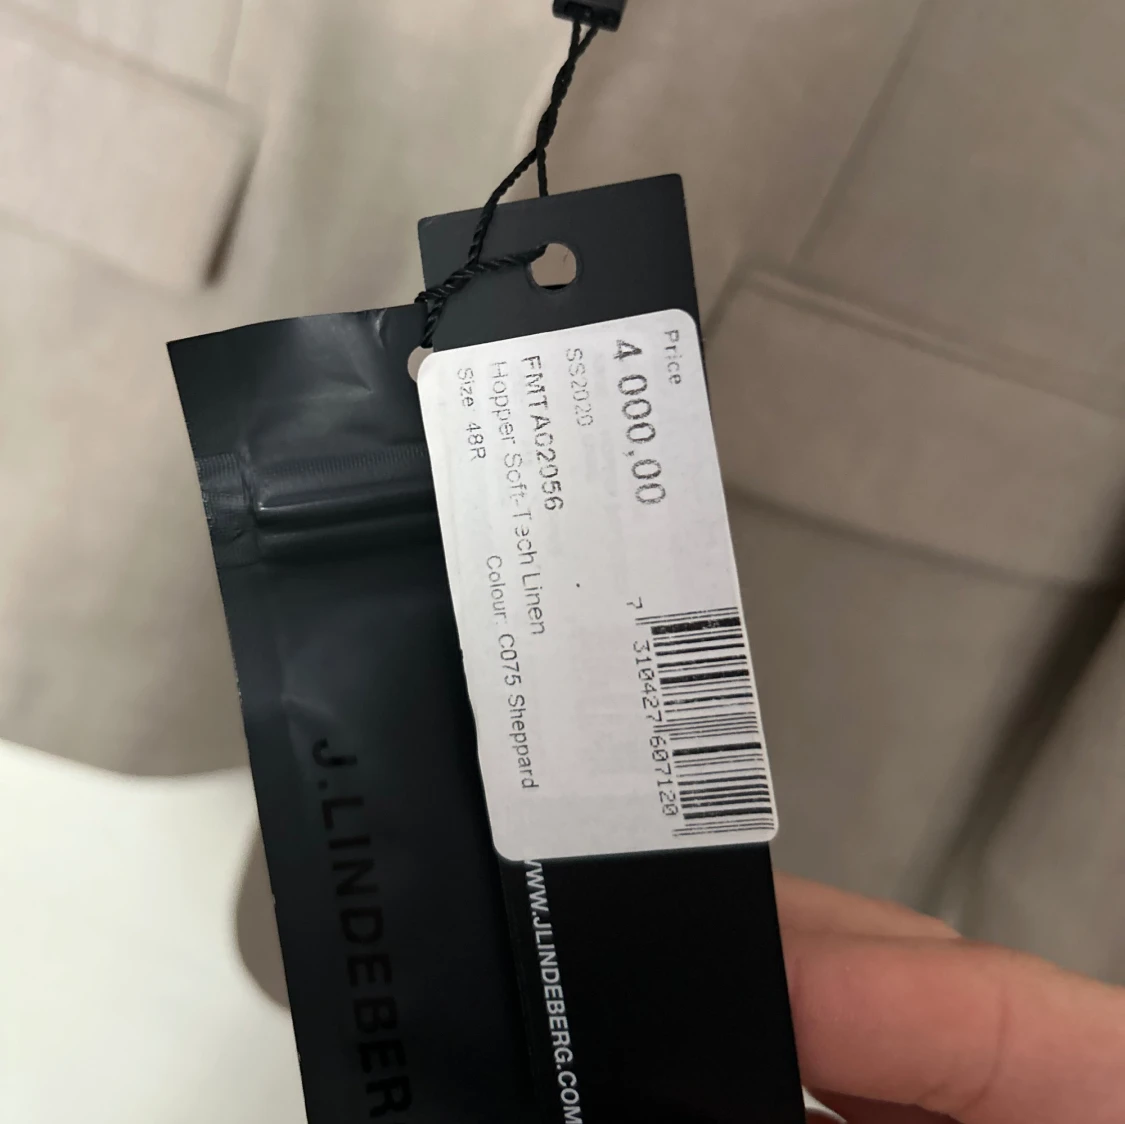 Price
4 000,00
SS2020
FMTA02056
Hopper Soft-Tech Linen
Size 48R
Colour: C075 Sheppard
7 310427 607120
WWW.JLINDEBERG.COM
J.LINDEBER